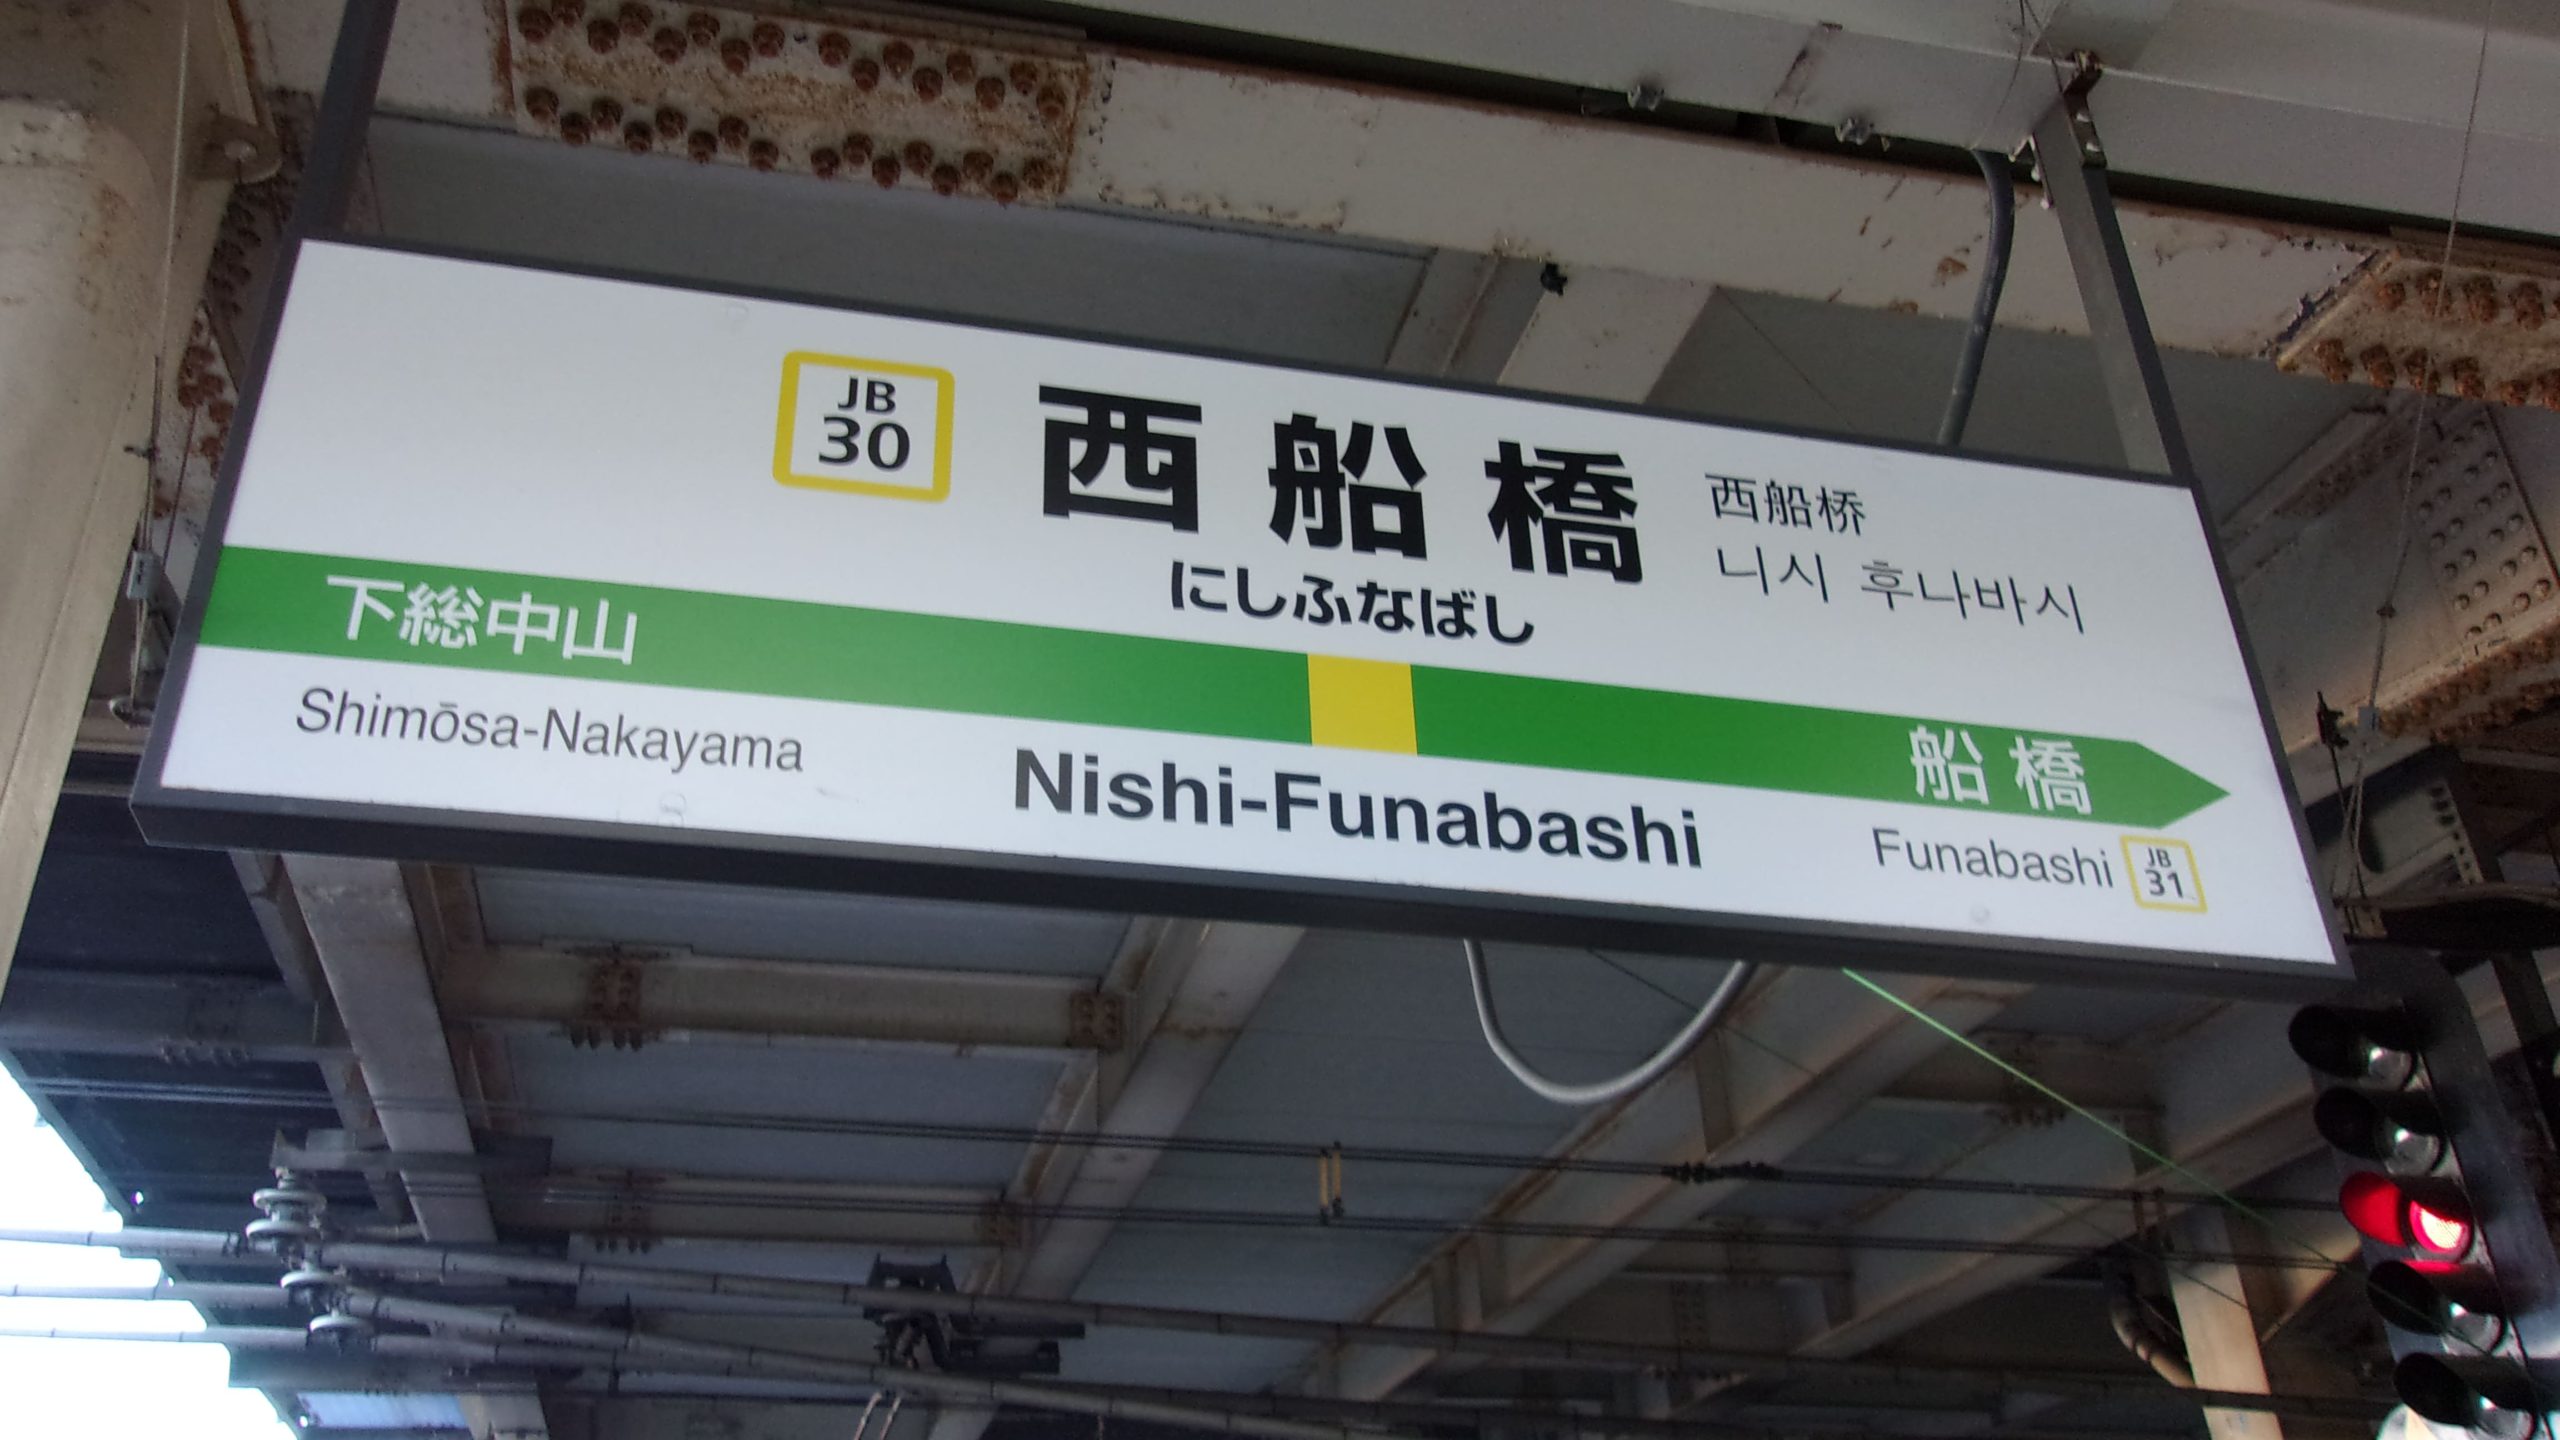 JB
30
西船橋
西船桥
니시 후나바시
にしふなばし
下総中山
船橋
Shimōsa-Nakayama
Nishi-Funabashi
Funabashi
JB
31